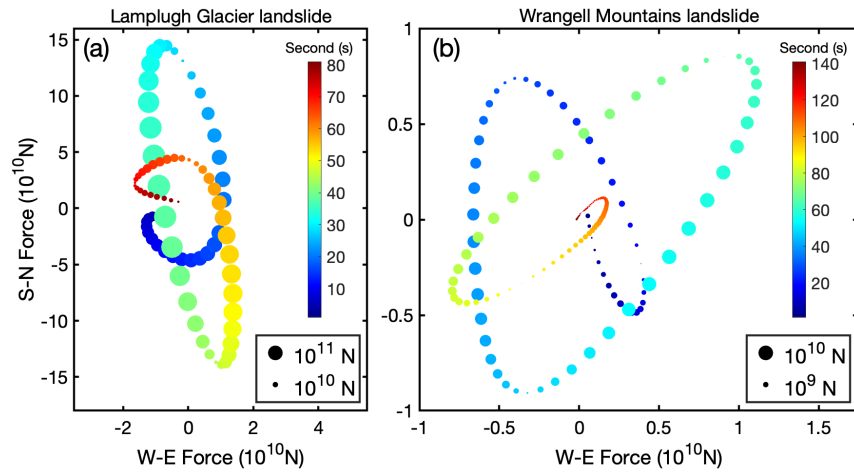 Lamplugh Glacier landslide
(a)
Second (s)
80
70
60
50
40
30
20
10
15
10
5
0
-5
-10
-15
S-N Force (10¹⁰N)
10¹¹ N
10¹⁰ N
-2
0
2
4
W-E Force (10¹⁰N)
Wrangell Mountains landslide
(b)
Second (s)
140
120
100
80
60
40
20
1
0.5
0
-0.5
-1
10¹⁰ N
10⁹ N
-1
-0.5
0
0.5
1
1.5
W-E Force (10¹⁰N)